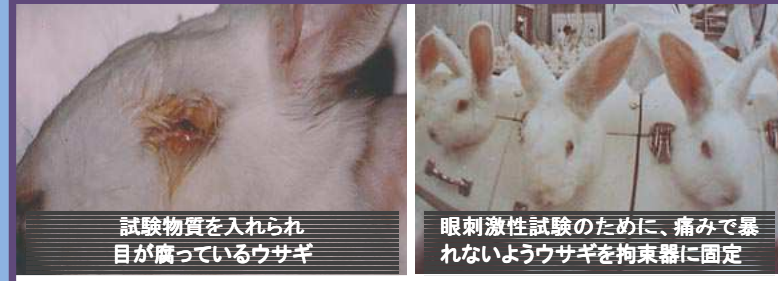 試験物質を入れられ
目が腐っているウサギ
眼刺激性試験のために、痛みで暴
れないようウサギを拘束器に固定